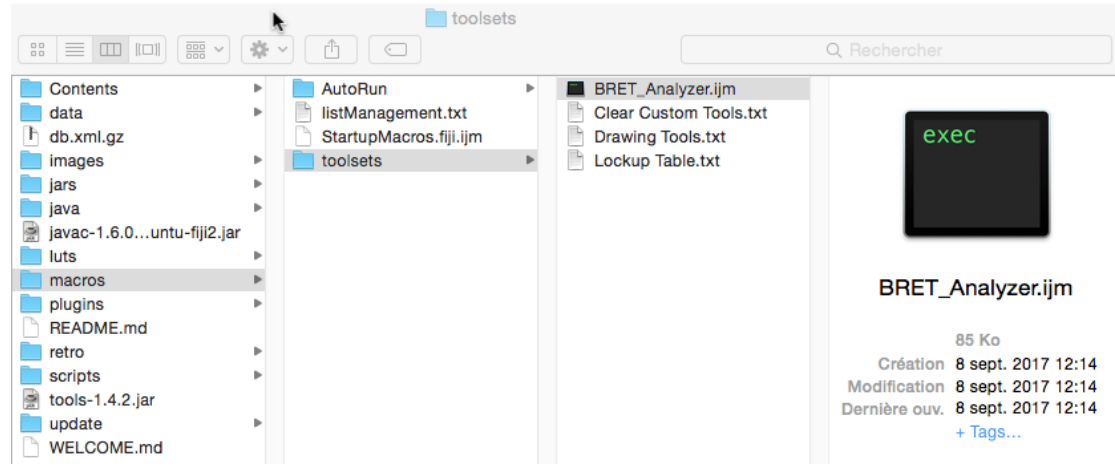 toolsets
Rechercher
Contents
data
db.xml.gz
images
jars
java
javac-1.6.0...untu-fiji2.jar
luts
macros
plugins
README.md
retro
scripts
tools-1.4.2.jar
update
WELCOME.md
AutoRun
listManagement.txt
StartupMacros.fiji.ijm
toolsets
BRET_Analyzer.ijm
Clear Custom Tools.txt
Drawing Tools.txt
Lockup Table.txt
exec
BRET_Analyzer.ijm
85 Ko
Création 8 sept. 2017 12:14
Modification 8 sept. 2017 12:14
Dernière ouv. 8 sept. 2017 12:14
+ Tags...